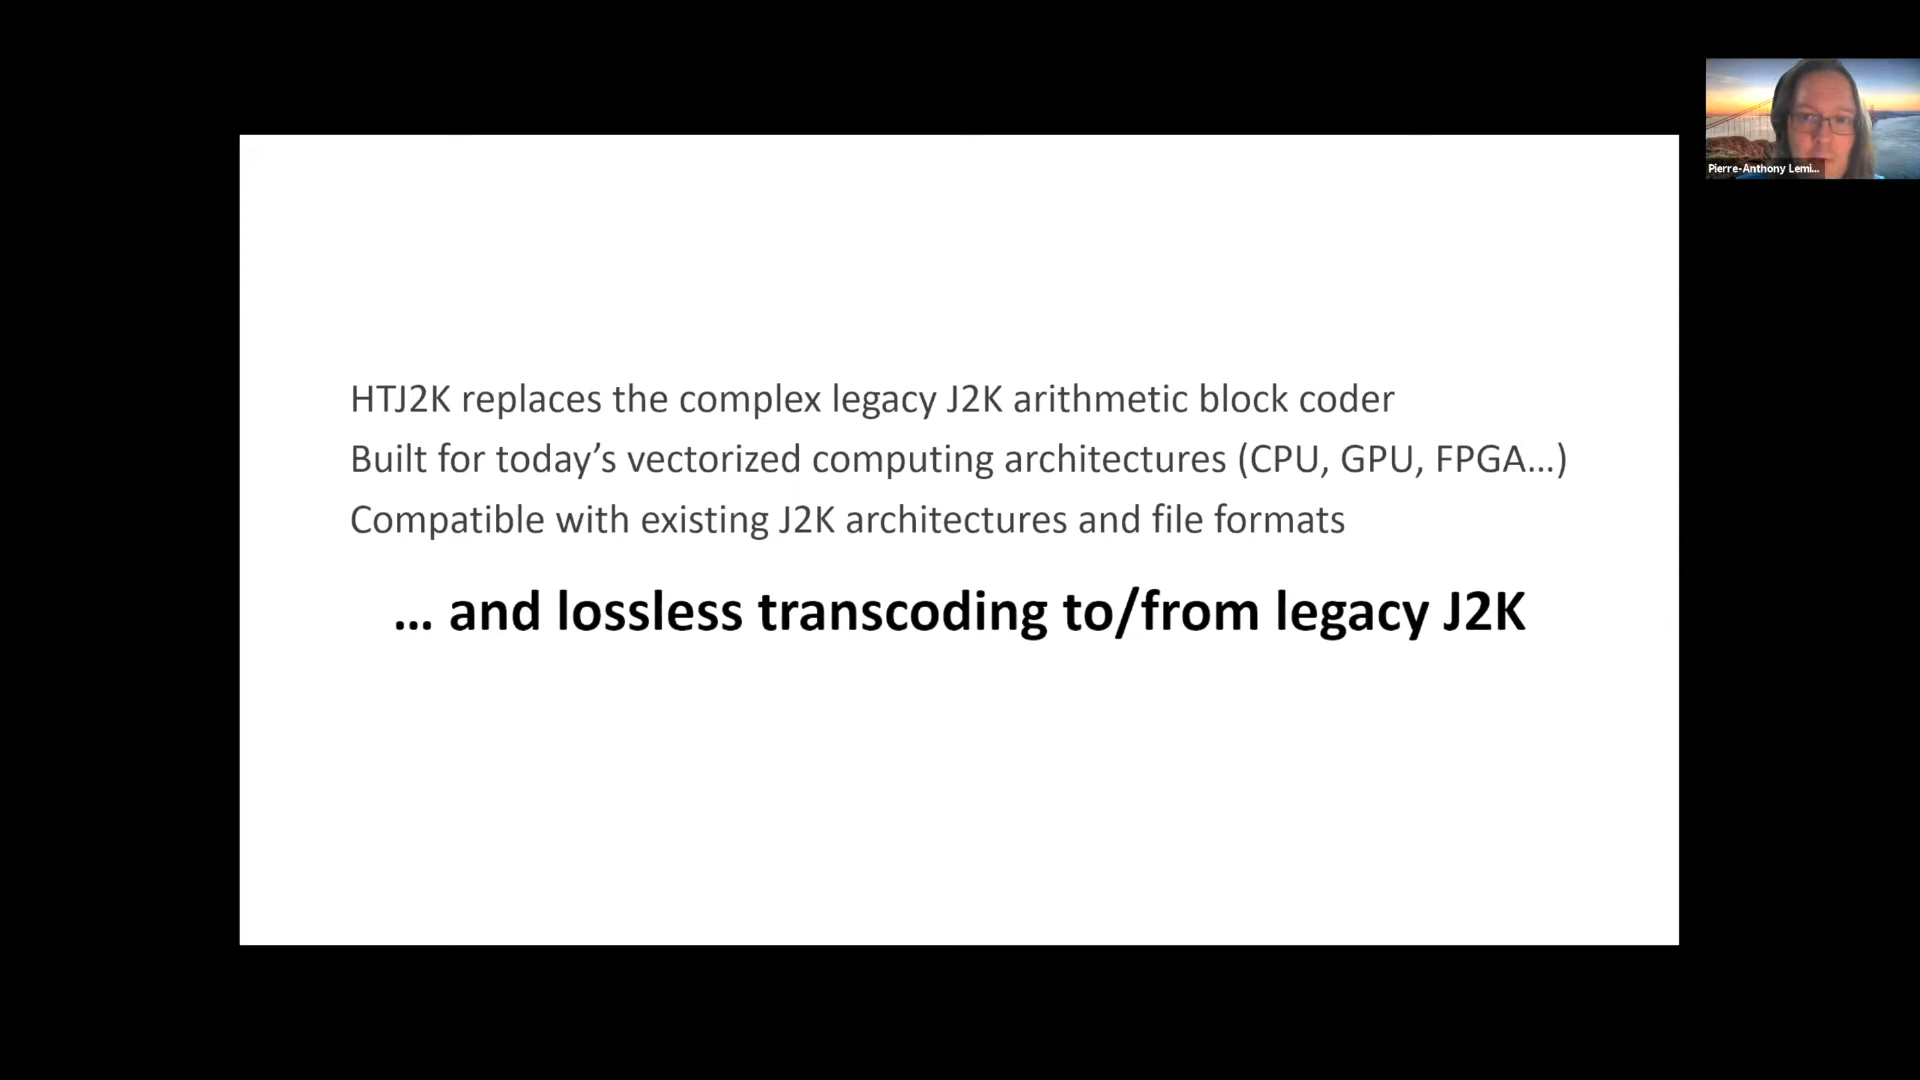 Pierre-Anthony Lemi...
HTJ2K replaces the complex legacy J2K arithmetic block coder
Built for today’s vectorized computing architectures (CPU, GPU, FPGA…)
Compatible with existing J2K architectures and file formats
… and lossless transcoding to/from legacy J2K